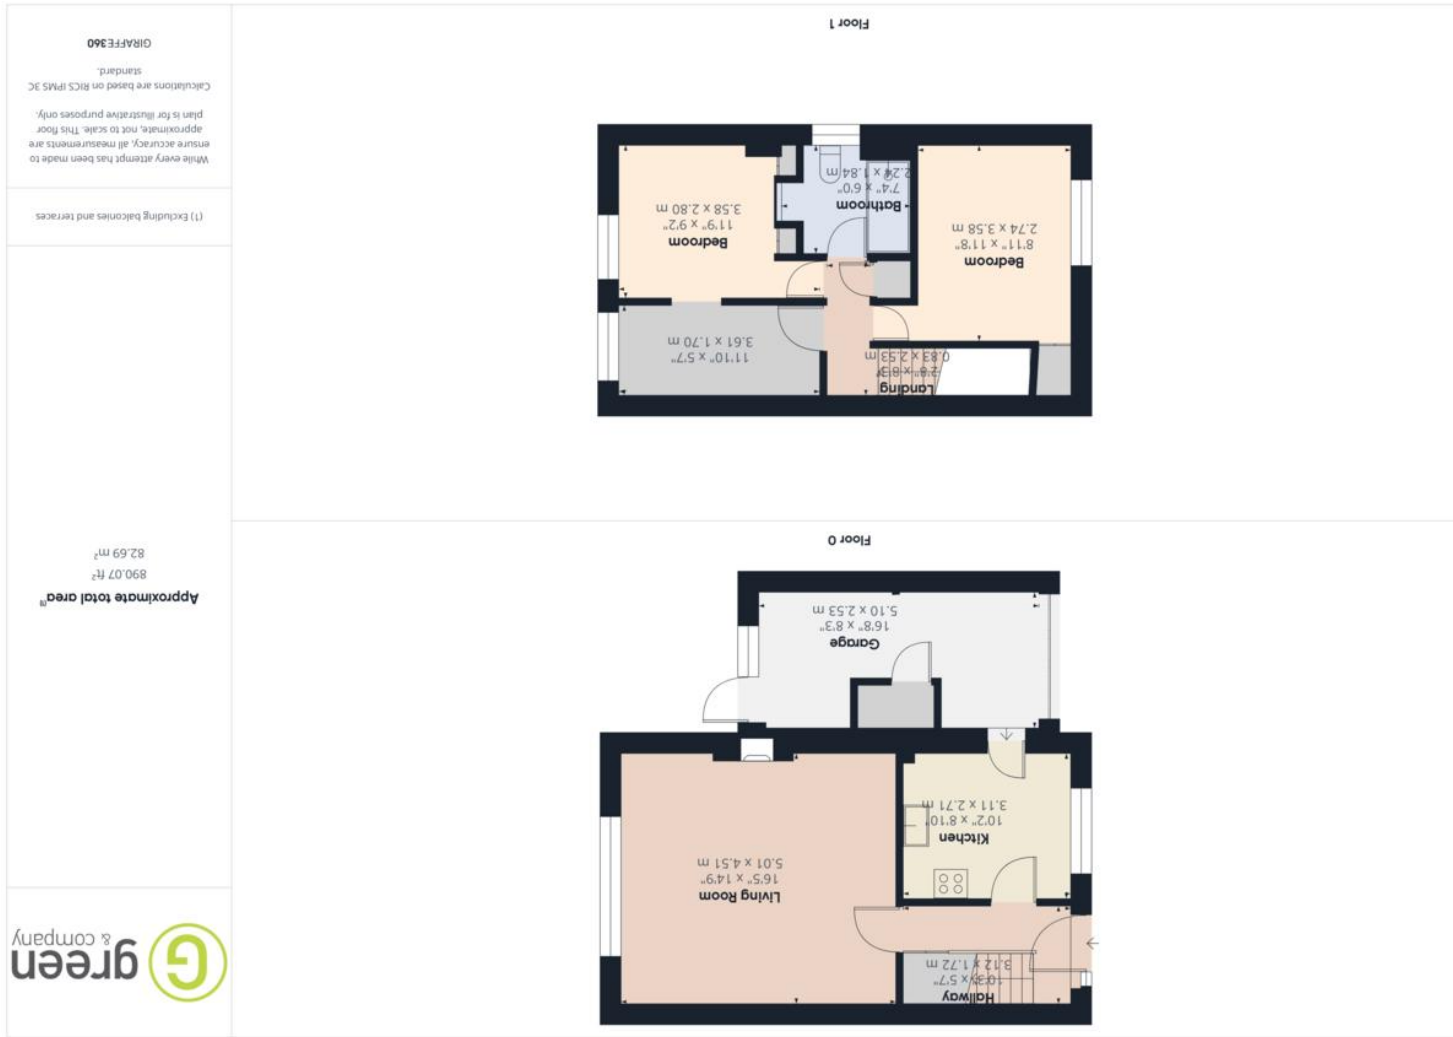 Hallway
10'3" x 5'7"
3.12 x 1.72 m
Living Room
16'5" x 14'9"
5.01 x 4.51 m
Kitchen
10'2" x 8'10"
3.11 x 2.71 m
Garage
16'8" x 8'3"
5.10 x 2.53 m
Floor 0
Landing
2'8" x 8'3"
0.83 x 2.53 m
11'10" x 5'7"
3.61 x 1.70 m
Bedroom
8'11" x 11'8"
2.74 x 3.58 m
Bathroom
7'4" x 6'0"
2.24 x 1.84 m
Bedroom
11'9" x 9'2"
3.58 x 2.80 m
Floor 1
G green
& company
Approximate total area⁽¹⁾
890.07 ft²
82.69 m²
(1) Excluding balconies and terraces
While every attempt has been made to
ensure accuracy, all measurements are
approximate, not to scale. This floor
plan is for illustrative purposes only.
Calculations are based on RICS IPMS 3C
standard.
GIRAFFE360